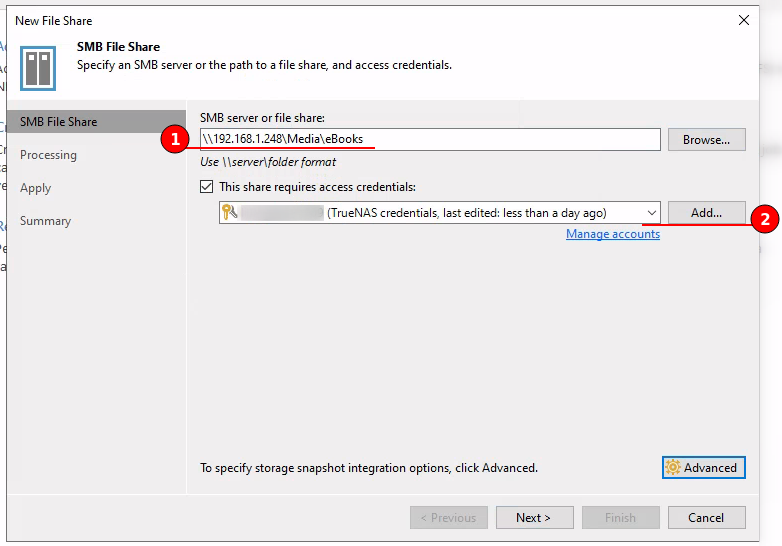 New File Share
SMB File Share
Specify an SMB server or the path to a file share, and access credentials.
SMB File Share
Processing
Apply
Summary
SMB server or file share:
1
\\192.168.1.248\Media\eBooks
Browse...
Use \\server\folder format
This share requires access credentials:
(TrueNAS credentials, last edited: less than a day ago)
Add...
2
Manage accounts
To specify storage snapshot integration options, click Advanced.
Advanced
< Previous
Next >
Finish
Cancel